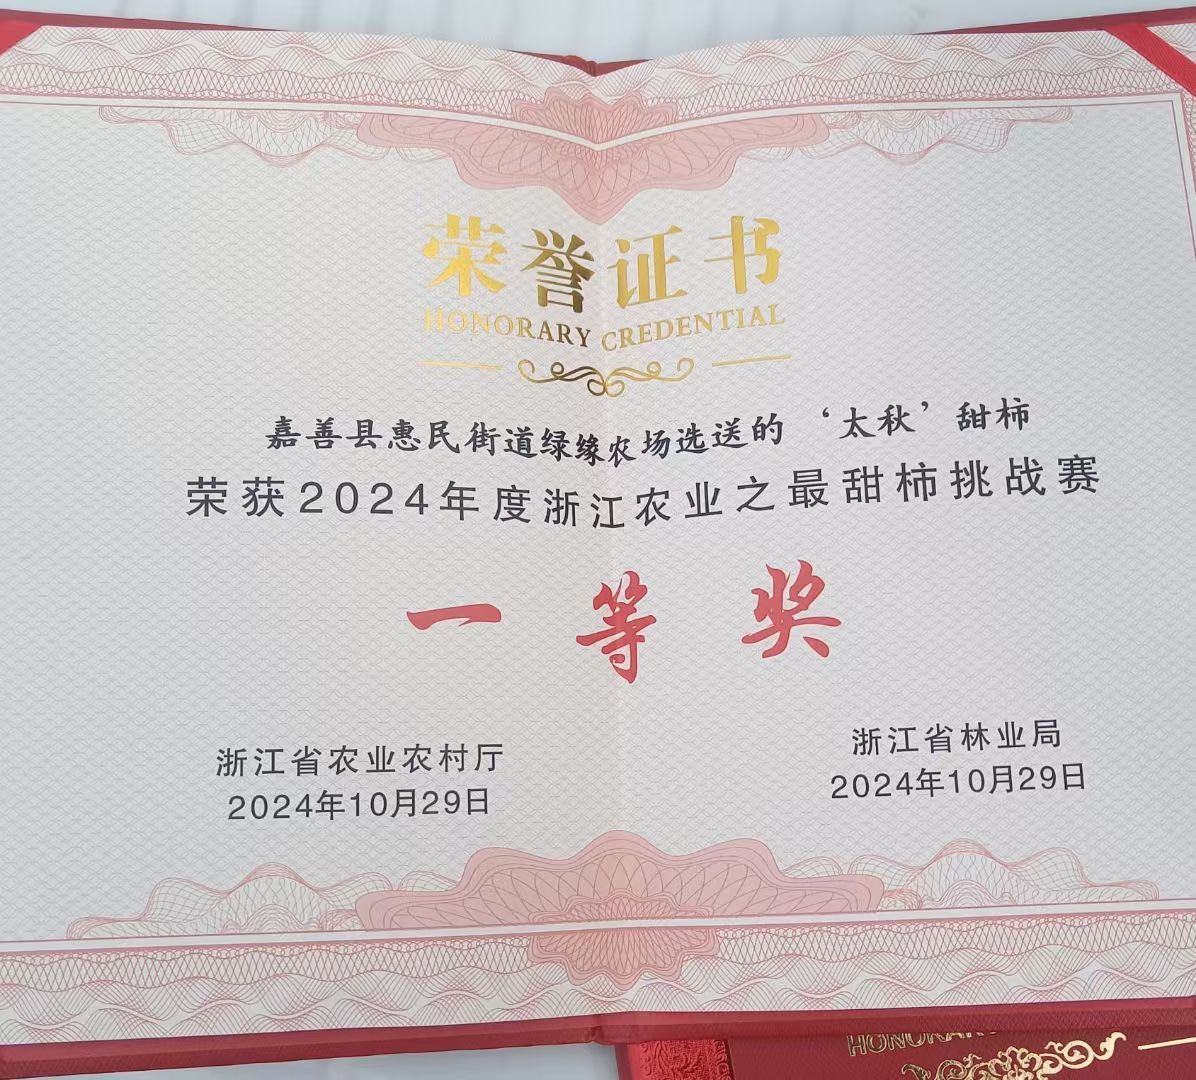 荣誉证书
HONORARY CREDENTIAL
嘉善县惠民街道绿缘农场选送的 ‘太秋’甜柿
荣获2024年度浙江农业之最甜柿挑战赛
一等奖
浙江省农业农村厅
2024年10月29日
浙江省林业局
2024年10月29日